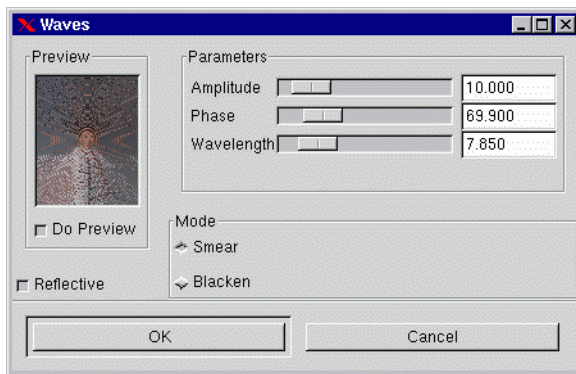 Waves
Preview
Parameters
Amplitude 10.000
Phase 69.900
Wavelength 7.850
Do Preview
Mode
Smear
Reflective
Blacken
OK Cancel